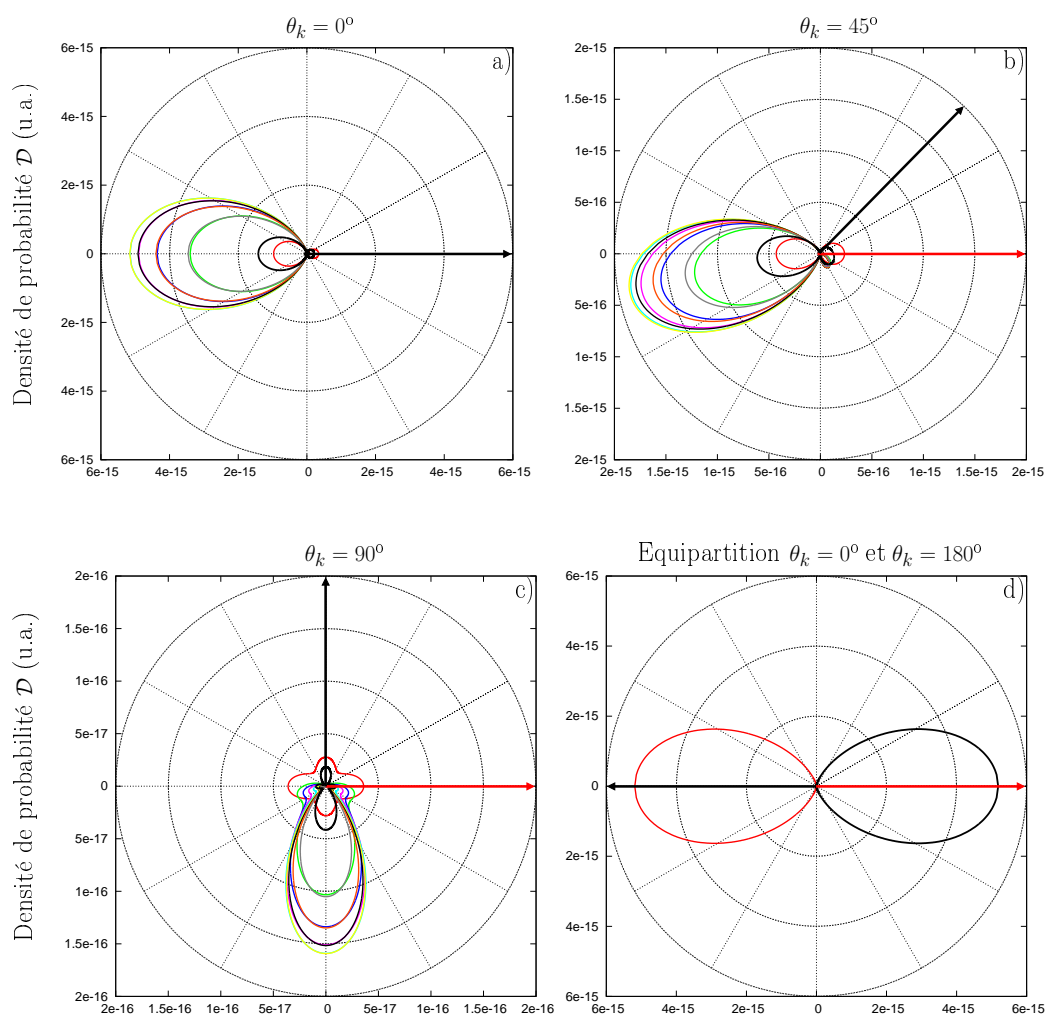 θ_k = 0° θ_k = 45°
a) b)
Densité de probabilité 𝒟 (u.a.)
6e-15
4e-15
2e-15
0
2e-15
4e-15
6e-15
6e-15 4e-15 2e-15 0 2e-15 4e-15 6e-15
2e-15
1.5e-15
1e-15
5e-16
0
5e-16
1e-15
1.5e-15
2e-15
2e-15 1.5e-15 1e-15 5e-16 0 5e-16 1e-15 1.5e-15 2e-15
θ_k = 90° Equipartition θ_k = 0° et θ_k = 180°
c) d)
Densité de probabilité 𝒟 (u.a.)
2e-16
1.5e-16
1e-16
5e-17
0
5e-17
1e-16
1.5e-16
2e-16
2e-16 1.5e-16 1e-16 5e-17 0 5e-17 1e-16 1.5e-16 2e-16
6e-15
4e-15
2e-15
0
2e-15
4e-15
6e-15
6e-15 4e-15 2e-15 0 2e-15 4e-15 6e-15